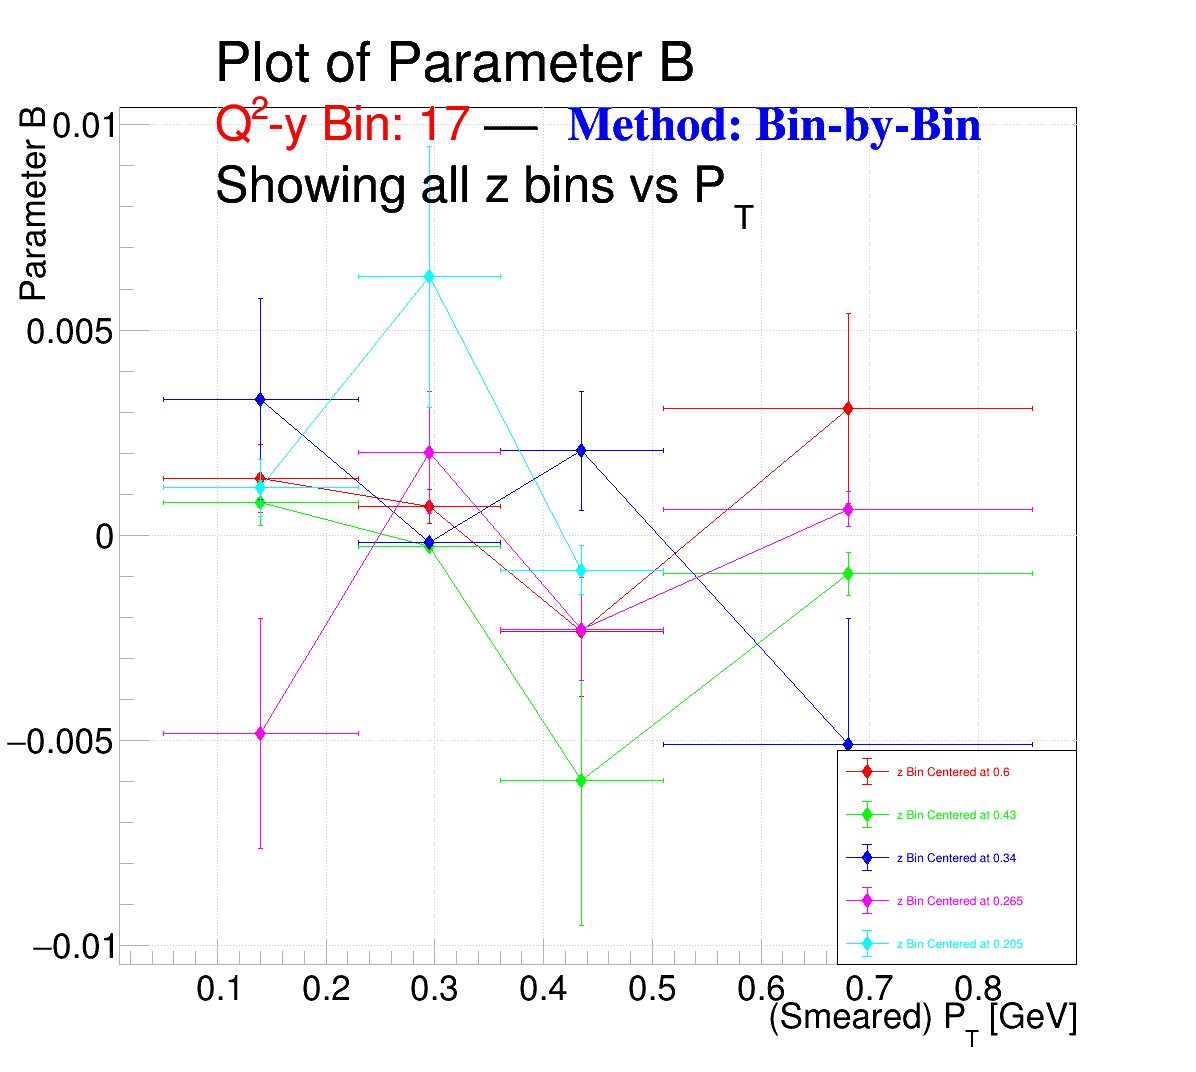 Plot of Parameter B
Q2-y Bin: 17 — Method: Bin-by-Bin
Showing all z bins vs PT
Parameter B
0.01
0.005
0
−0.005
−0.01
z Bin Centered at 0.6
z Bin Centered at 0.43
z Bin Centered at 0.34
z Bin Centered at 0.265
z Bin Centered at 0.205
0.1 0.2 0.3 0.4 0.5 0.6 0.7 0.8
(Smeared) PT [GeV]